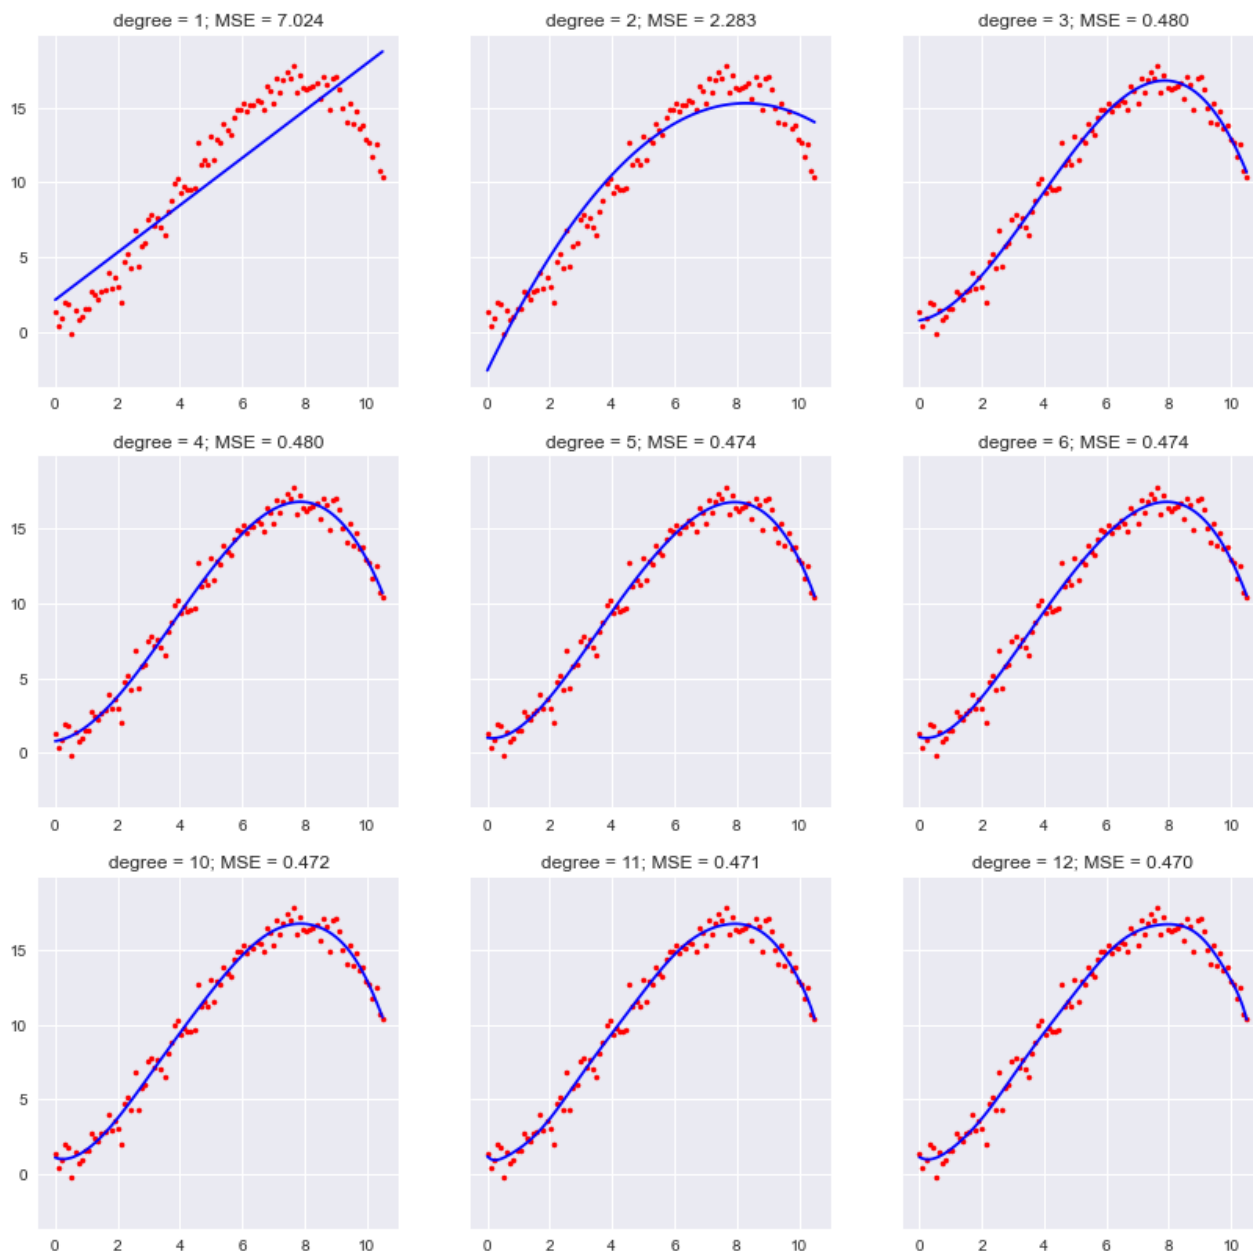 degree = 1; MSE = 7.024
degree = 2; MSE = 2.283
degree = 3; MSE = 0.480
15
10
5
0
0 2 4 6 8 10
0 2 4 6 8 10
0 2 4 6 8 10
degree = 4; MSE = 0.480
degree = 5; MSE = 0.474
degree = 6; MSE = 0.474
15
10
5
0
0 2 4 6 8 10
0 2 4 6 8 10
0 2 4 6 8 10
degree = 10; MSE = 0.472
degree = 11; MSE = 0.471
degree = 12; MSE = 0.470
15
10
5
0
0 2 4 6 8 10
0 2 4 6 8 10
0 2 4 6 8 10